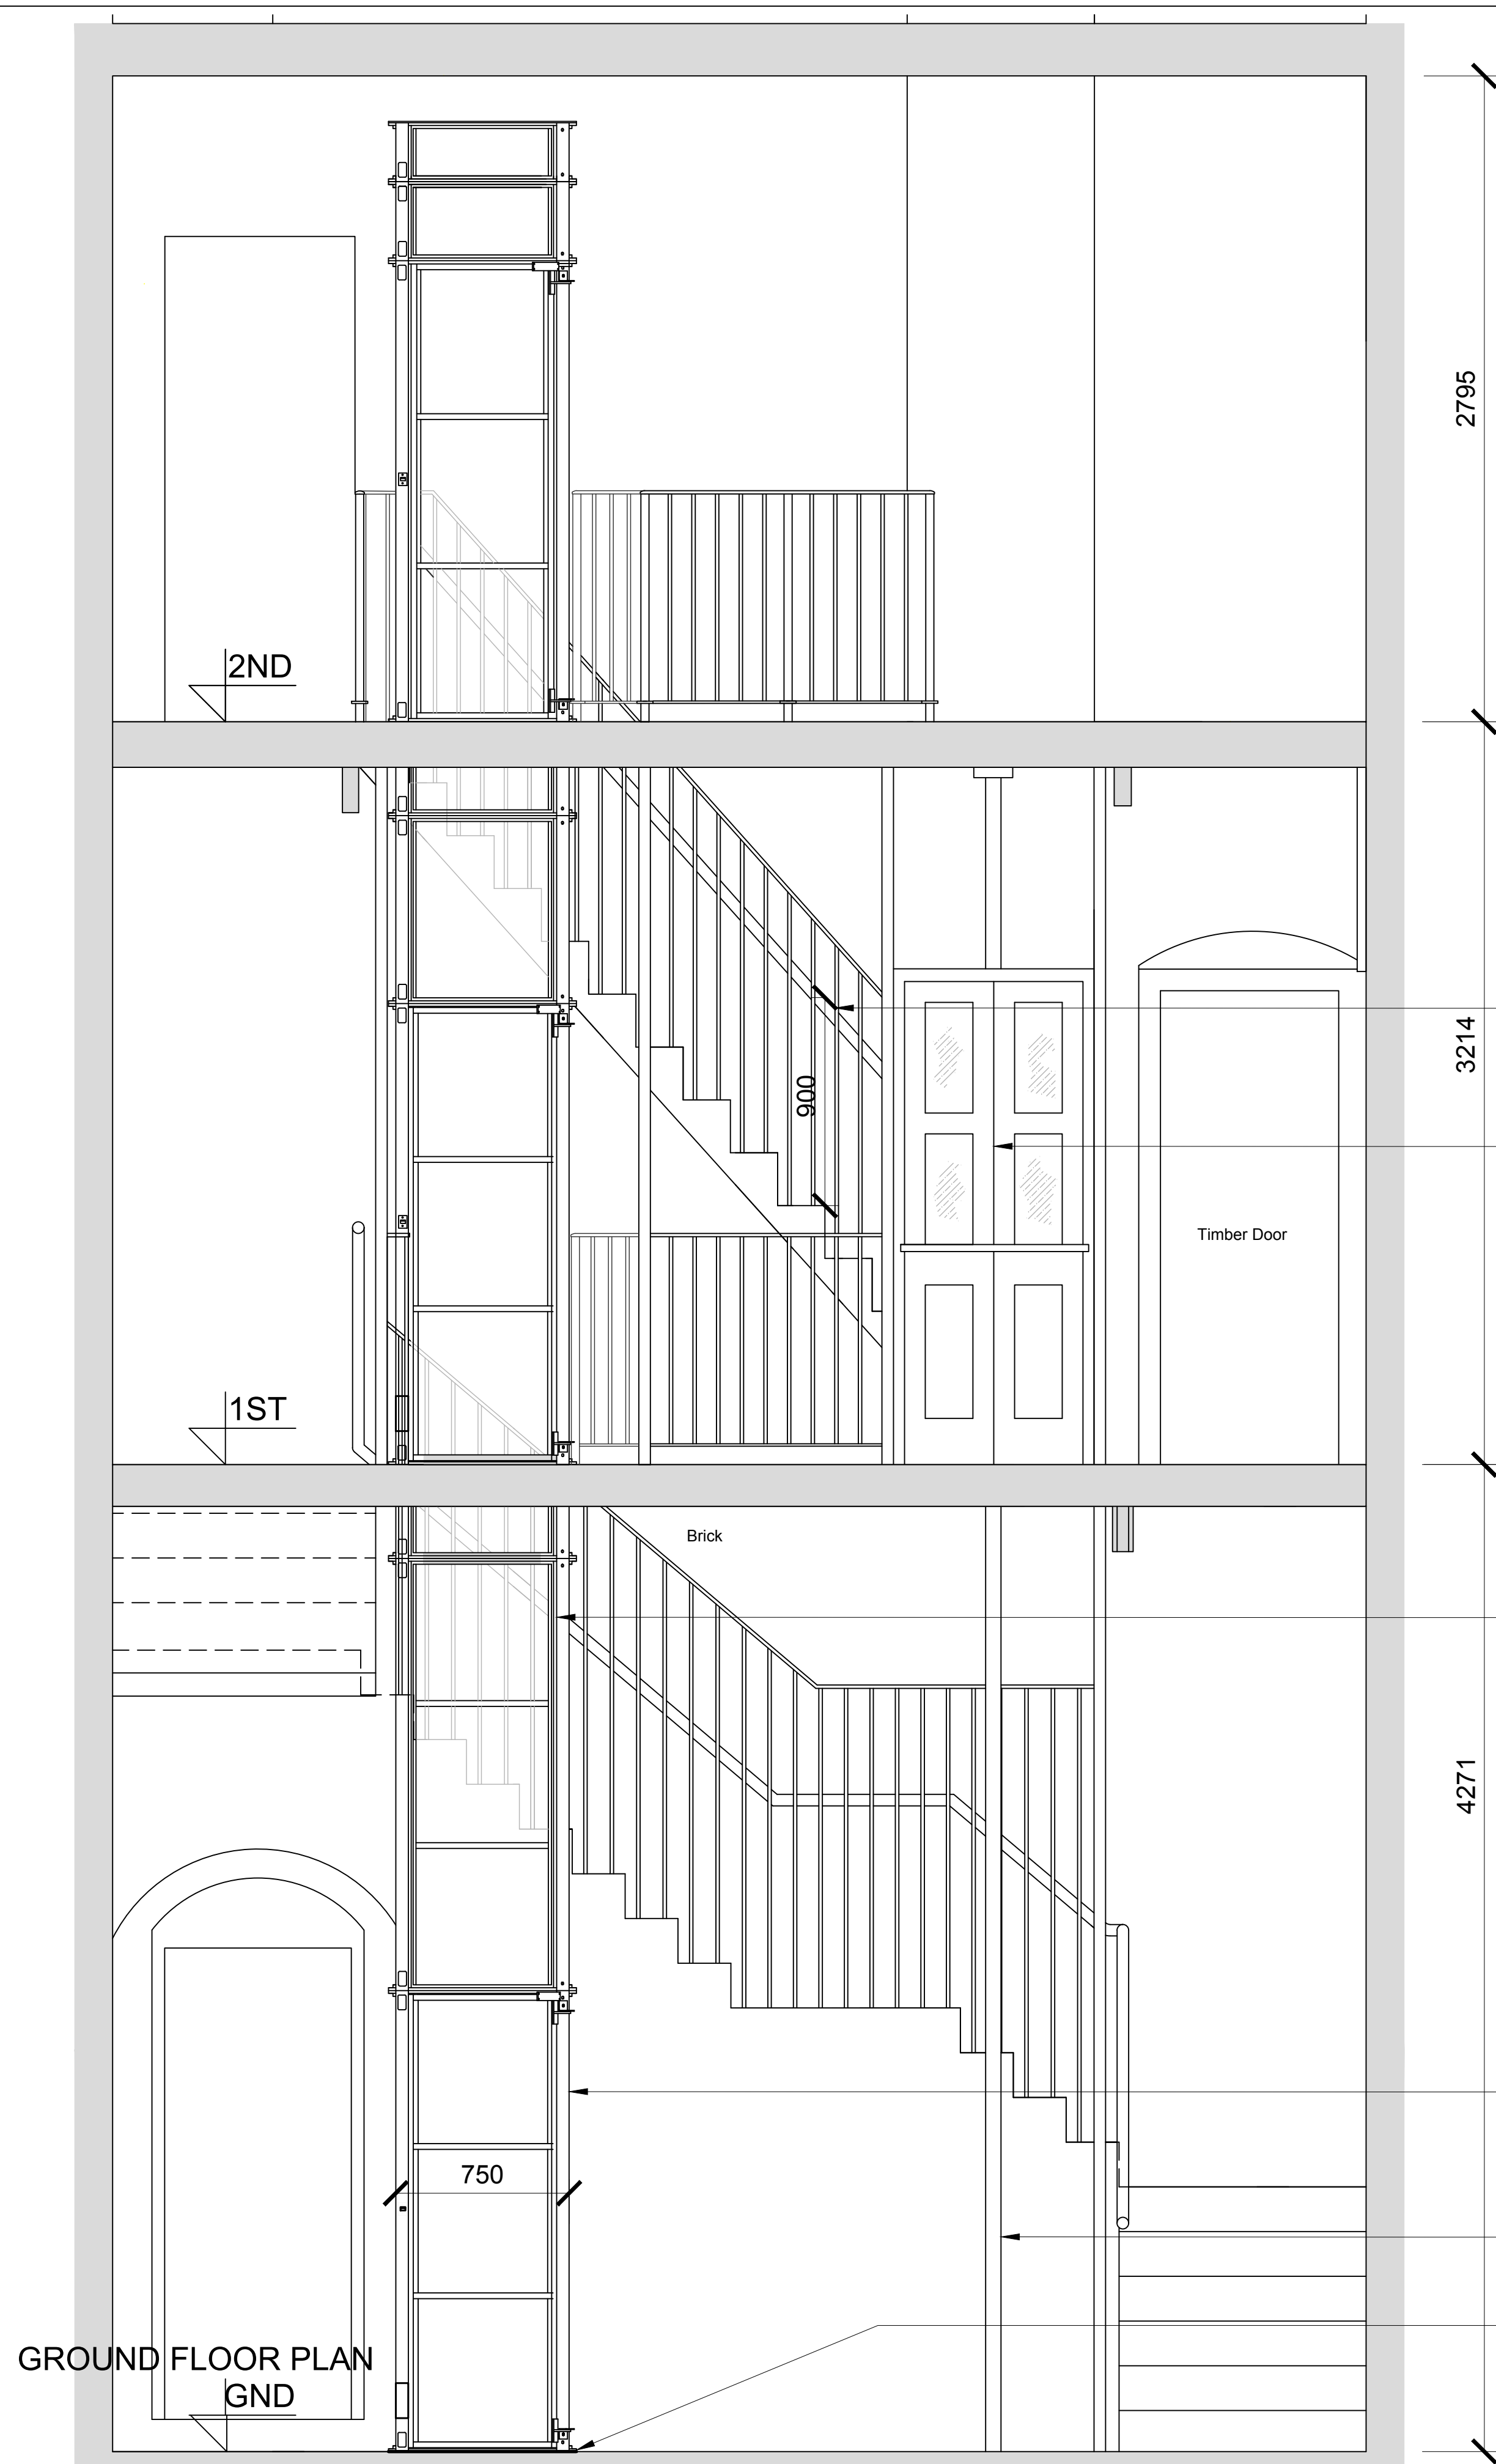 2795
2ND
3214
900
Timber Door
1ST
Brick
4271
750
GROUND FLOOR PLAN
GND